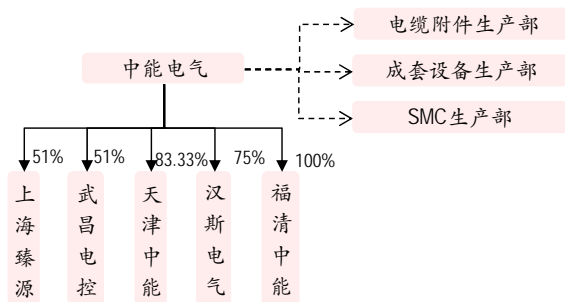 电缆附件生产部
中能电气
成套设备生产部
SMC生产部
51%
51%
83.33%
75%
100%
上海臻源
武昌电控
天津中能
汉斯电气
福清中能